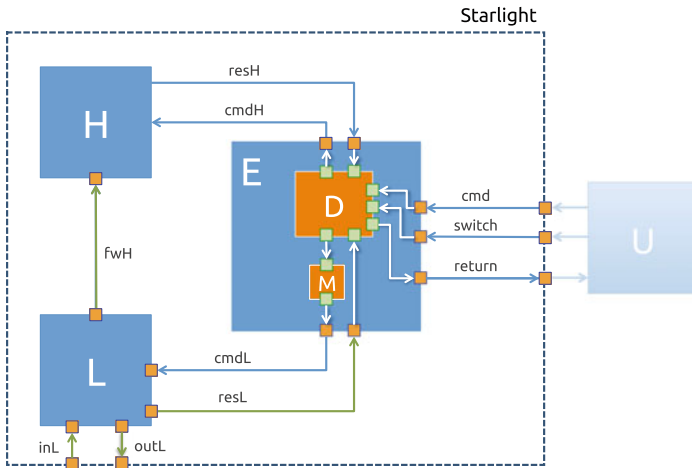 Starlight
resH
H
cmdH
E
D
cmd
switch
U
return
fwH
M
cmdL
L
resL
inL
outL